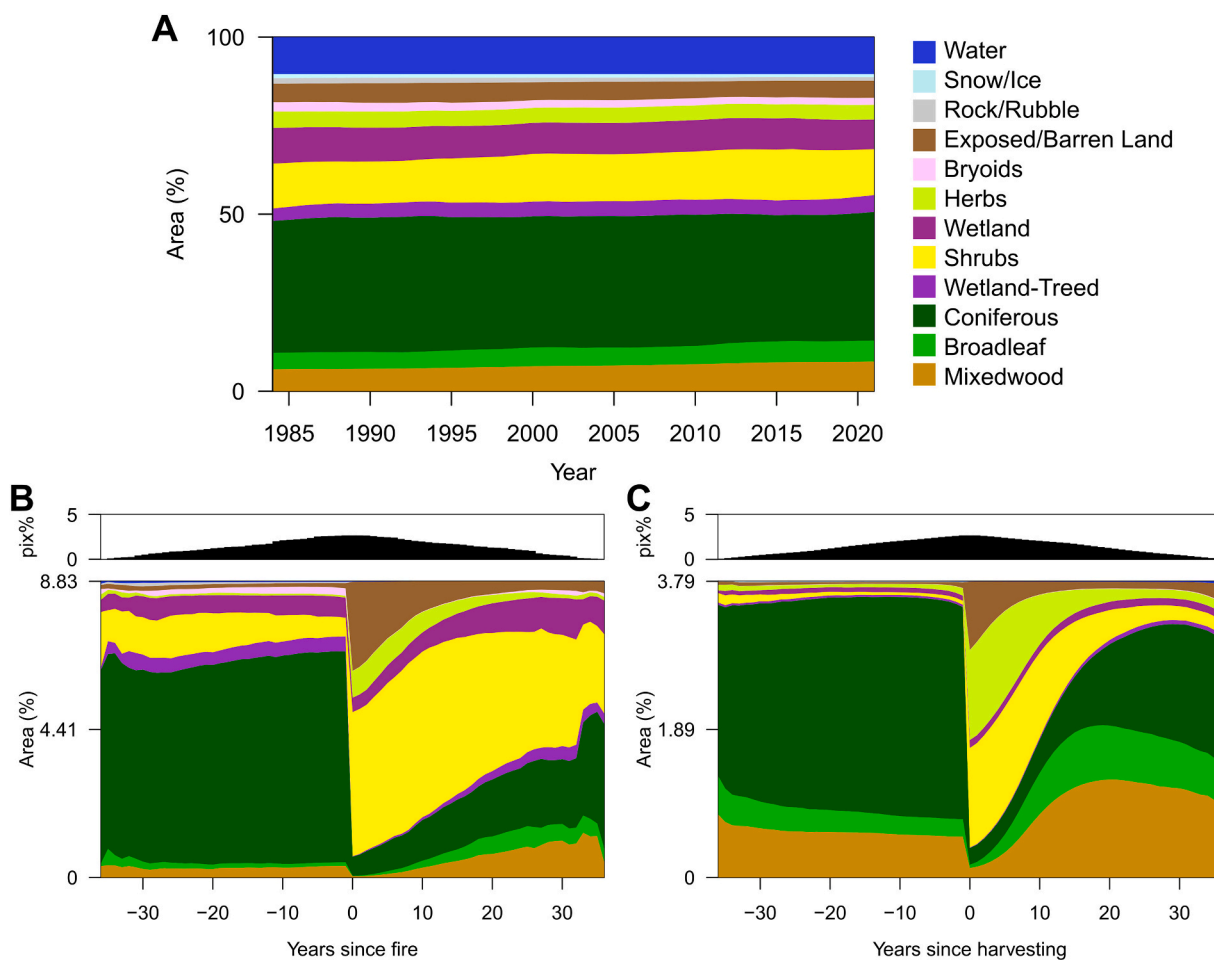 A
100
50
0
Area (%)
1985 1990 1995 2000 2005 2010 2015 2020
Year
Water
Snow/Ice
Rock/Rubble
Exposed/Barren Land
Bryoids
Herbs
Wetland
Shrubs
Wetland-Treed
Coniferous
Broadleaf
Mixedwood
B
5
0
pix%
8.83
4.41
0
Area (%)
−30 −20 −10 0 10 20 30
Years since fire
C
5
0
pix%
3.79
1.89
0
Area (%)
−30 −20 −10 0 10 20 30
Years since harvesting